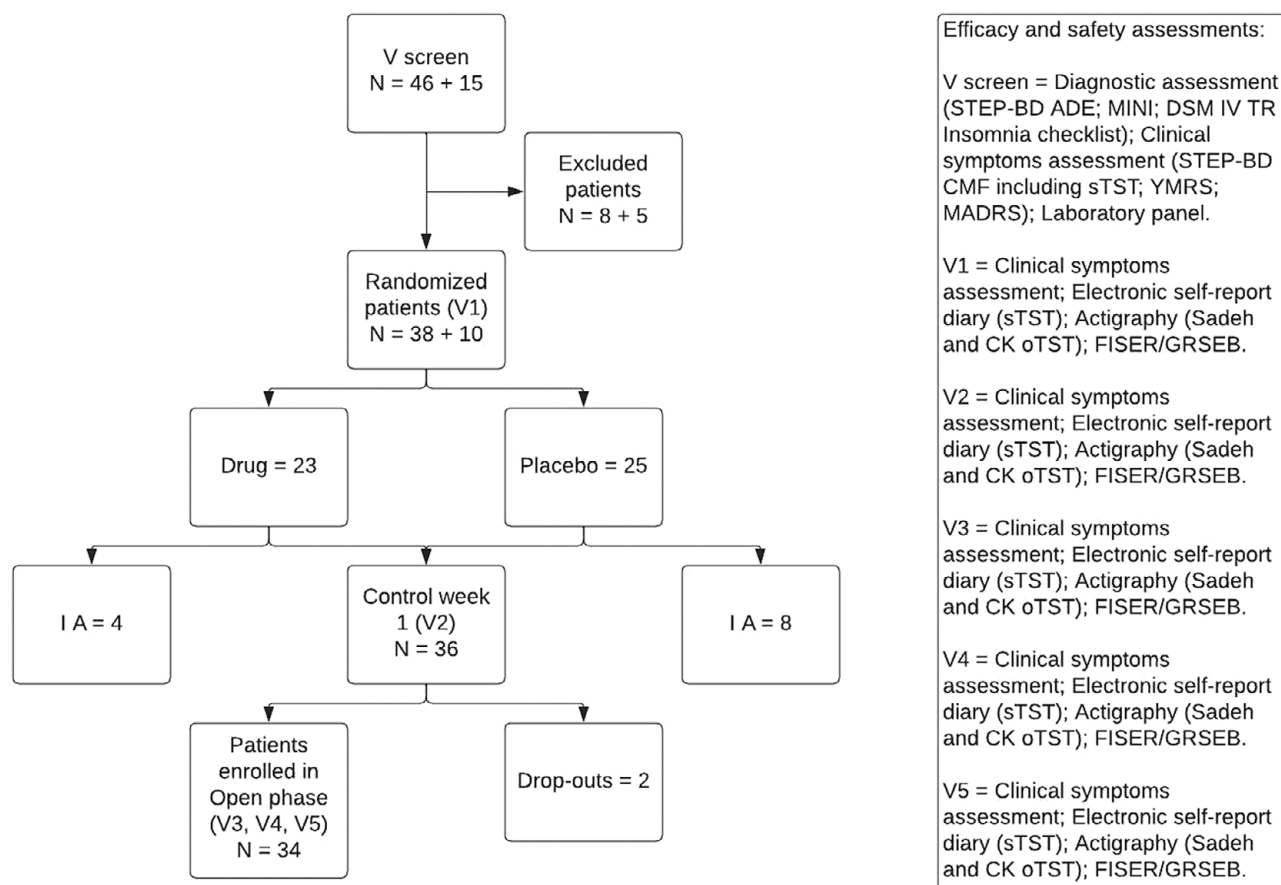 V screen
N = 46 + 15
Excluded
patients
N = 8 + 5
Randomized
patients (V1)
N = 38 + 10
Drug = 23
Placebo = 25
I A = 4
Control week
1 (V2)
N = 36
I A = 8
Patients
enrolled in
Open phase
(V3, V4, V5)
N = 34
Drop-outs = 2
Efficacy and safety assessments:
V screen = Diagnostic assessment
(STEP-BD ADE; MINI; DSM IV TR
Insomnia checklist); Clinical
symptoms assessment (STEP-BD
CMF including sTST; YMRS;
MADRS); Laboratory panel.
V1 = Clinical symptoms
assessment; Electronic self-report
diary (sTST); Actigraphy (Sadeh
and CK oTST); FISER/GRSEB.
V2 = Clinical symptoms
assessment; Electronic self-report
diary (sTST); Actigraphy (Sadeh
and CK oTST); FISER/GRSEB.
V3 = Clinical symptoms
assessment; Electronic self-report
diary (sTST); Actigraphy (Sadeh
and CK oTST); FISER/GRSEB.
V4 = Clinical symptoms
assessment; Electronic self-report
diary (sTST); Actigraphy (Sadeh
and CK oTST); FISER/GRSEB.
V5 = Clinical symptoms
assessment; Electronic self-report
diary (sTST); Actigraphy (Sadeh
and CK oTST); FISER/GRSEB.